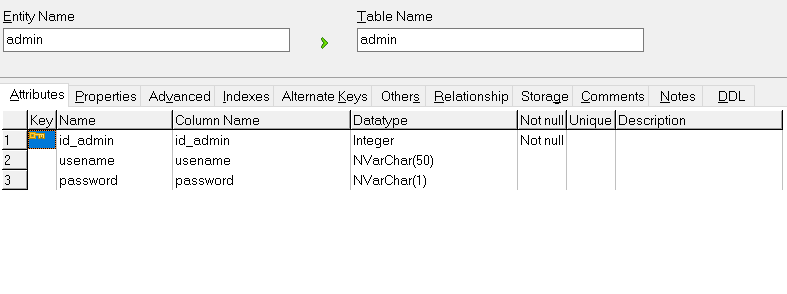 Entity Name Table Name
admin admin
Attributes Properties Advanced Indexes Alternate Keys Others Relationship Storage Comments Notes DDL
Key Name Column Name Datatype Not null Unique Description
1 id_admin id_admin Integer Not null
2 usename usename NVarChar(50)
3 password password NVarChar(1)